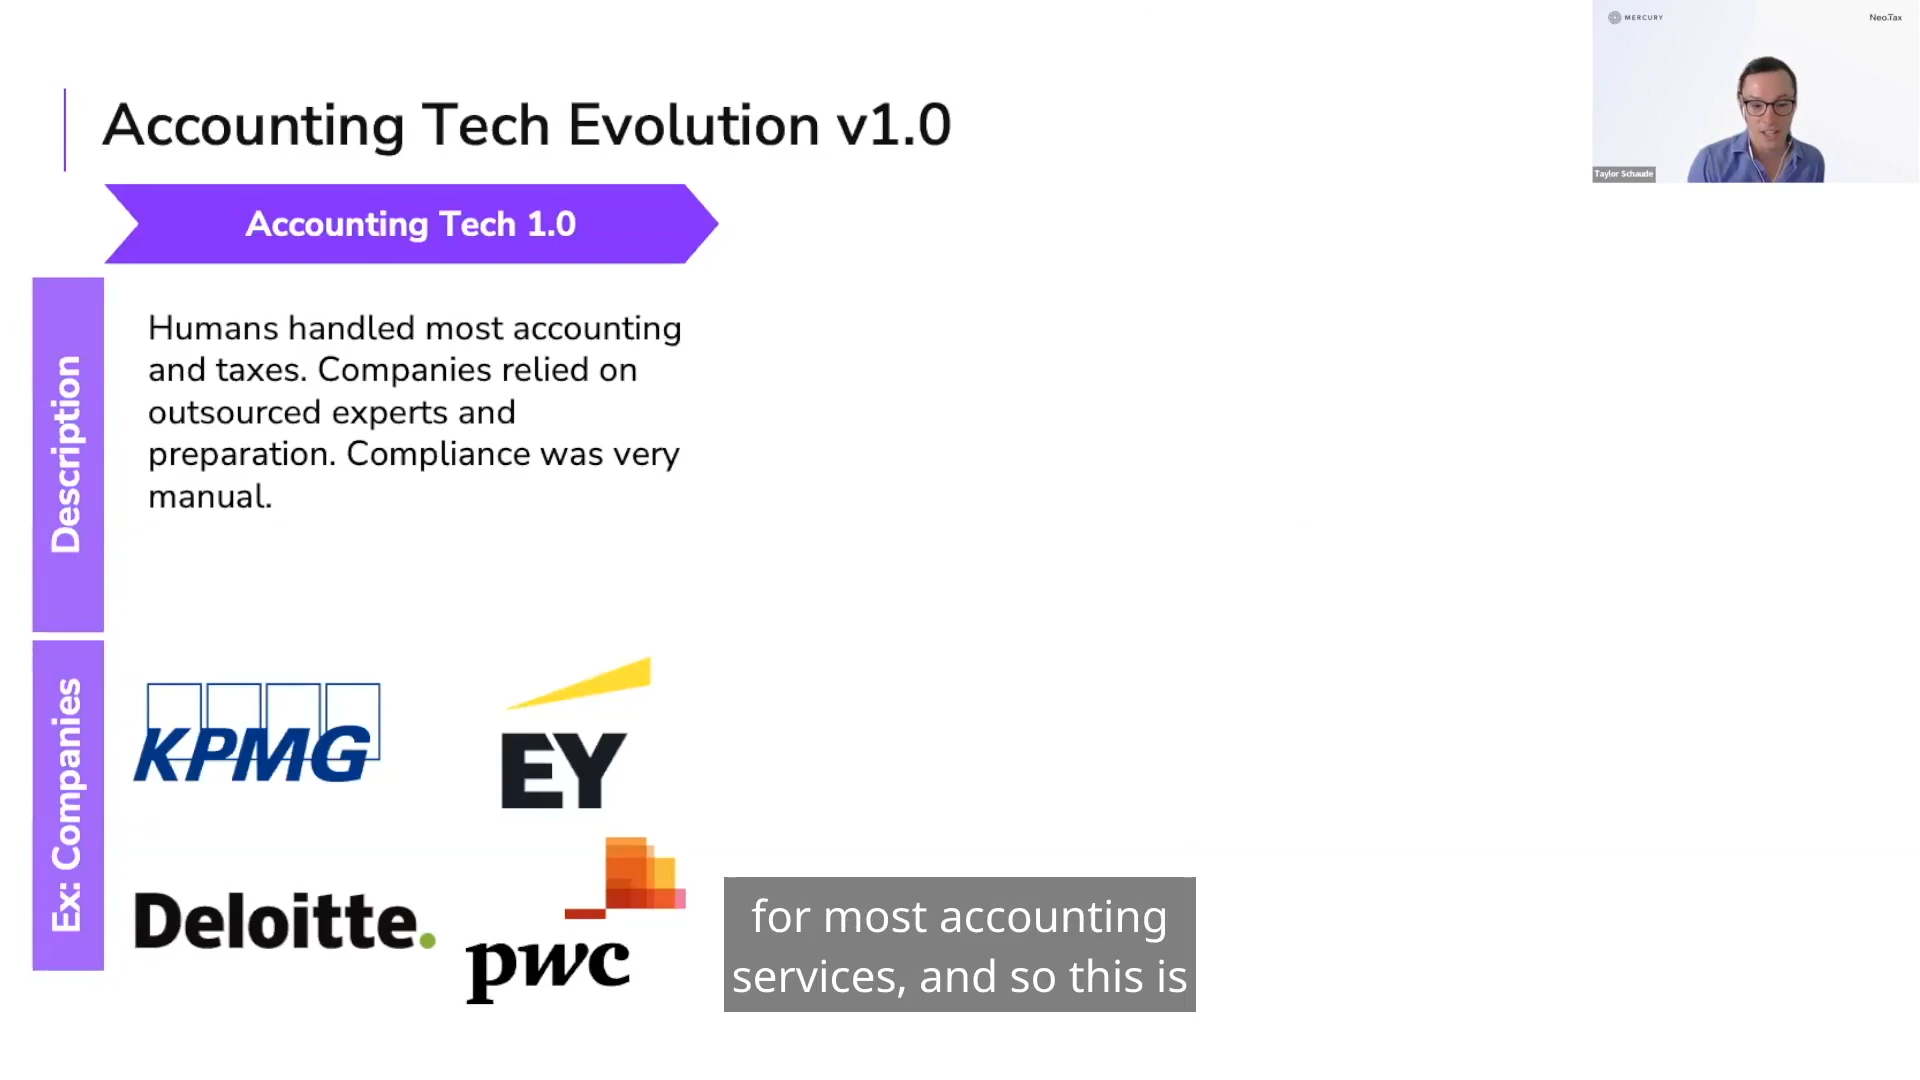 MERCURY
Neo.Tax
Taylor Schaude
Accounting Tech Evolution v1.0
Accounting Tech 1.0
Description
Humans handled most accounting
and taxes. Companies relied on
outsourced experts and
preparation. Compliance was very
manual.
Ex: Companies
KPMG
EY
Deloitte.
pwc
for most accounting
services, and so this is